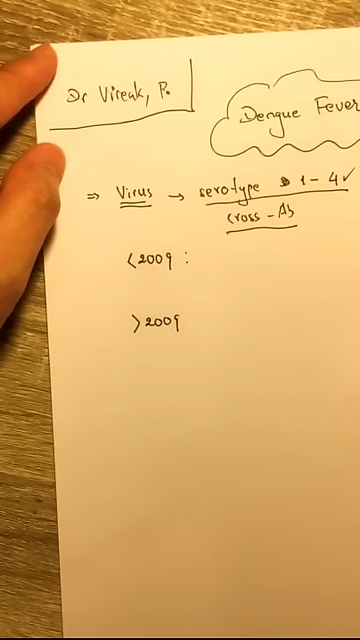 Dr Vireak, P.
Dengue Fever
⇒ Virus → serotype 1-4 ✓
cross-Ab
<2009 :
>2009